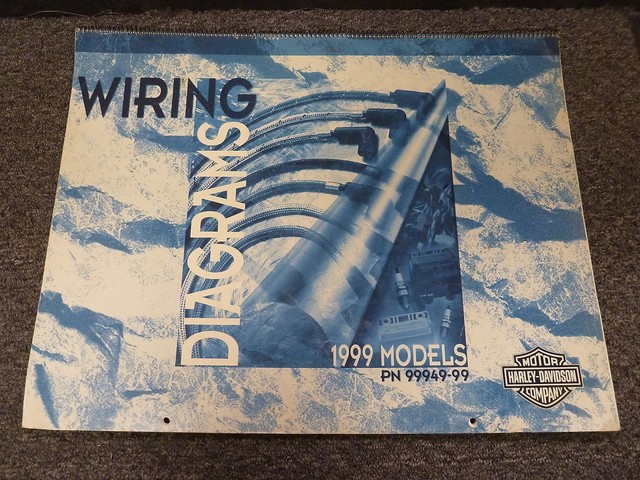 WIRING
DIAGRAMS
1999 MODELS
PN 99949-99
MOTOR
HARLEY-DAVIDSON
COMPANY